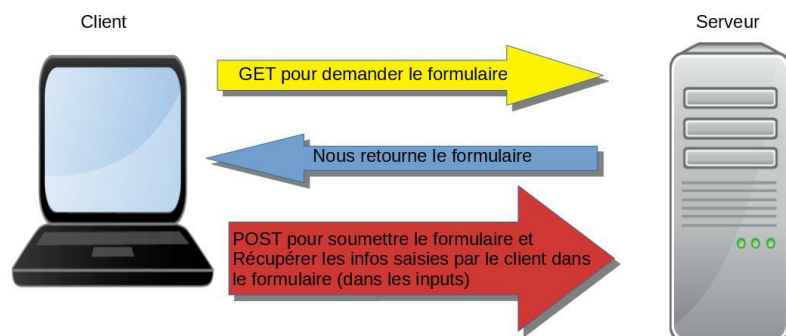 Client
Serveur
GET pour demander le formulaire
Nous retourne le formulaire
POST pour soumettre le formulaire et
Récupérer les infos saisies par le client dans
le formulaire (dans les inputs)